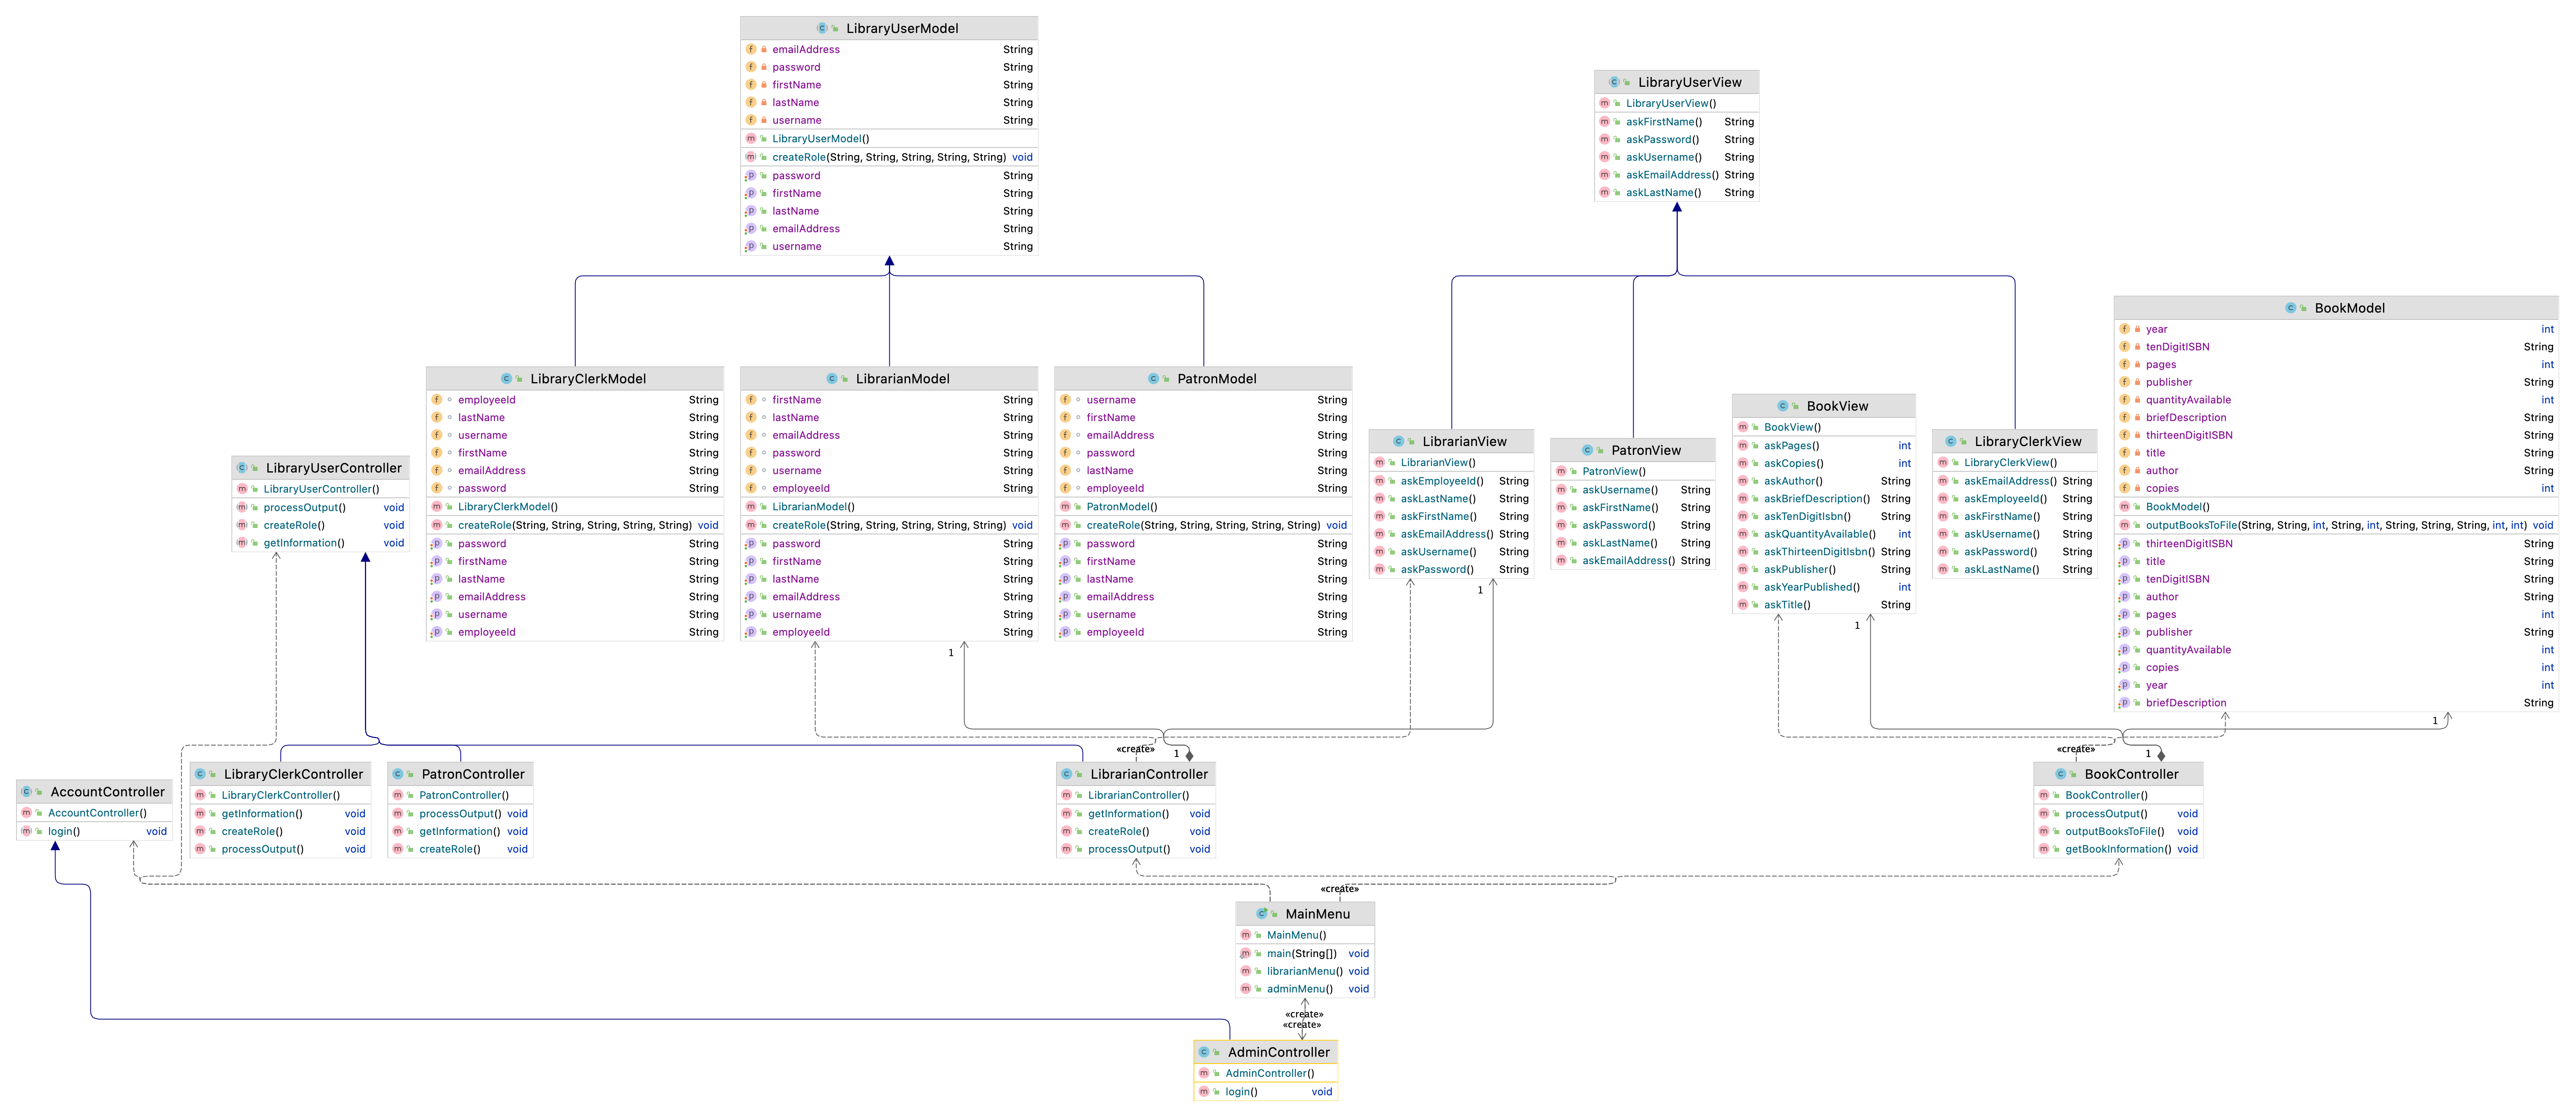 LibraryUserModel
emailAddress String
password String
firstName String
lastName String
username String
LibraryUserModel()
createRole(String, String, String, String, String) void
password String
firstName String
lastName String
emailAddress String
username String
LibraryUserView
LibraryUserView()
askFirstName() String
askPassword() String
askUsername() String
askEmailAddress() String
askLastName() String
BookModel
year int
tenDigitISBN String
pages int
publisher String
quantityAvailable int
briefDescription String
thirteenDigitISBN String
title String
author String
copies int
BookModel()
outputBooksToFile(String, String, int, String, int, String, String, String, int, int) void
thirteenDigitISBN String
title String
tenDigitISBN String
author String
pages int
publisher String
quantityAvailable int
copies int
year int
briefDescription String
LibraryClerkModel
employeeId String
lastName String
username String
firstName String
emailAddress String
password String
LibraryClerkModel()
createRole(String, String, String, String, String) void
password String
firstName String
lastName String
emailAddress String
username String
employeeId String
LibrarianModel
firstName String
lastName String
emailAddress String
password String
username String
employeeId String
LibrarianModel()
createRole(String, String, String, String, String) void
password String
firstName String
lastName String
emailAddress String
username String
employeeId String
PatronModel
username String
firstName String
emailAddress String
password String
lastName String
employeeId String
PatronModel()
createRole(String, String, String, String, String) void
password String
firstName String
lastName String
emailAddress String
username String
employeeId String
LibrarianView
LibrarianView()
askEmployeeId() String
askLastName() String
askFirstName() String
askEmailAddress() String
askUsername() String
askPassword() String
PatronView
PatronView()
askUsername() String
askFirstName() String
askPassword() String
askLastName() String
askEmailAddress() String
BookView
BookView()
askPages() int
askCopies() int
askAuthor() String
askBriefDescription() String
askTenDigitIsbn() String
askQuantityAvailable() int
askThirteenDigitIsbn() String
askPublisher() String
askYearPublished() int
askTitle() String
LibraryClerkView
LibraryClerkView()
askEmailAddress() String
askEmployeeId() String
askFirstName() String
askUsername() String
askPassword() String
askLastName() String
LibraryUserController
LibraryUserController()
processOutput() void
createRole() void
getInformation() void
1
1
1
1
«create»
1
«create»
1
AccountController
AccountController()
login() void
LibraryClerkController
LibraryClerkController()
getInformation() void
createRole() void
processOutput() void
PatronController
PatronController()
processOutput() void
getInformation() void
createRole() void
LibrarianController
LibrarianController()
getInformation() void
createRole() void
processOutput() void
BookController
BookController()
processOutput() void
outputBooksToFile() void
getBookInformation() void
«create»
MainMenu
MainMenu()
main(String[]) void
librarianMenu() void
adminMenu() void
«create»
«create»
AdminController
AdminController()
login() void